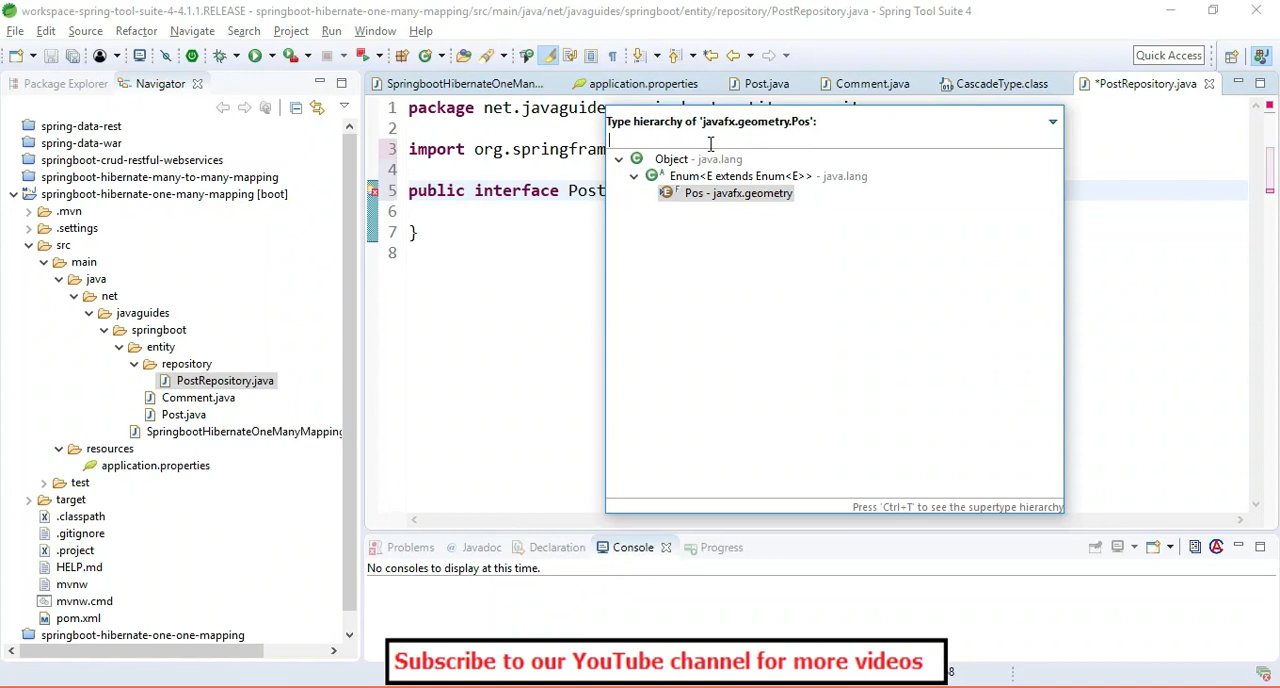 workspace-spring-tool-suite-4-4.1.1.RELEASE - springboot-hibernate-one-many-mapping/src/main/java/net/javaguides/springboot/entity/repository/PostRepository.java - Spring Tool Suite 4
File Edit Source Refactor Navigate Search Project Run Window Help
Quick Access
Package Explorer Navigator
SpringbootHibernateOneMan... application.properties Post.java Comment.java CascadeType.class *PostRepository.java
spring-data-rest
spring-data-war
springboot-crud-restful-webservices
springboot-hibernate-many-to-many-mapping
springboot-hibernate-one-many-mapping [boot]
.mvn
.settings
src
main
java
net
javaguides
springboot
entity
repository
PostRepository.java
Comment.java
Post.java
SpringbootHibernateOneManyMapping
resources
application.properties
test
target
.classpath
.gitignore
.project
HELP.md
mvnw
mvnw.cmd
pom.xml
springboot-hibernate-one-one-mapping
1 package net.javaguide
2
3 import org.springfram
4
5 public interface Post
6
7 }
8
Type hierarchy of 'javafx.geometry.Pos':
Object - java.lang
Enum<E extends Enum<E>> - java.lang
Pos - javafx.geometry
Press 'Ctrl+T' to see the supertype hierarchy
Problems Javadoc Declaration Console Progress
No consoles to display at this time.
Subscribe to our YouTube channel for more videos